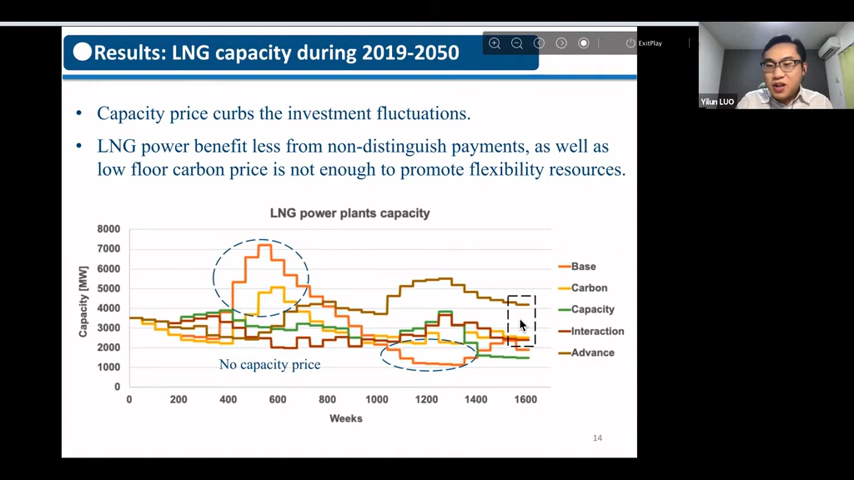 Results: LNG capacity during 2019-2050
ExitPlay
Yilun LUO
• Capacity price curbs the investment fluctuations.
• LNG power benefit less from non-distinguish payments, as well as
low floor carbon price is not enough to promote flexibility resources.
LNG power plants capacity
Capacity [MW]
8000
7000
6000
5000
4000
3000
2000
1000
0
No capacity price
0 200 400 600 800 1000 1200 1400 1600
Weeks
Base
Carbon
Capacity
Interaction
Advance
14